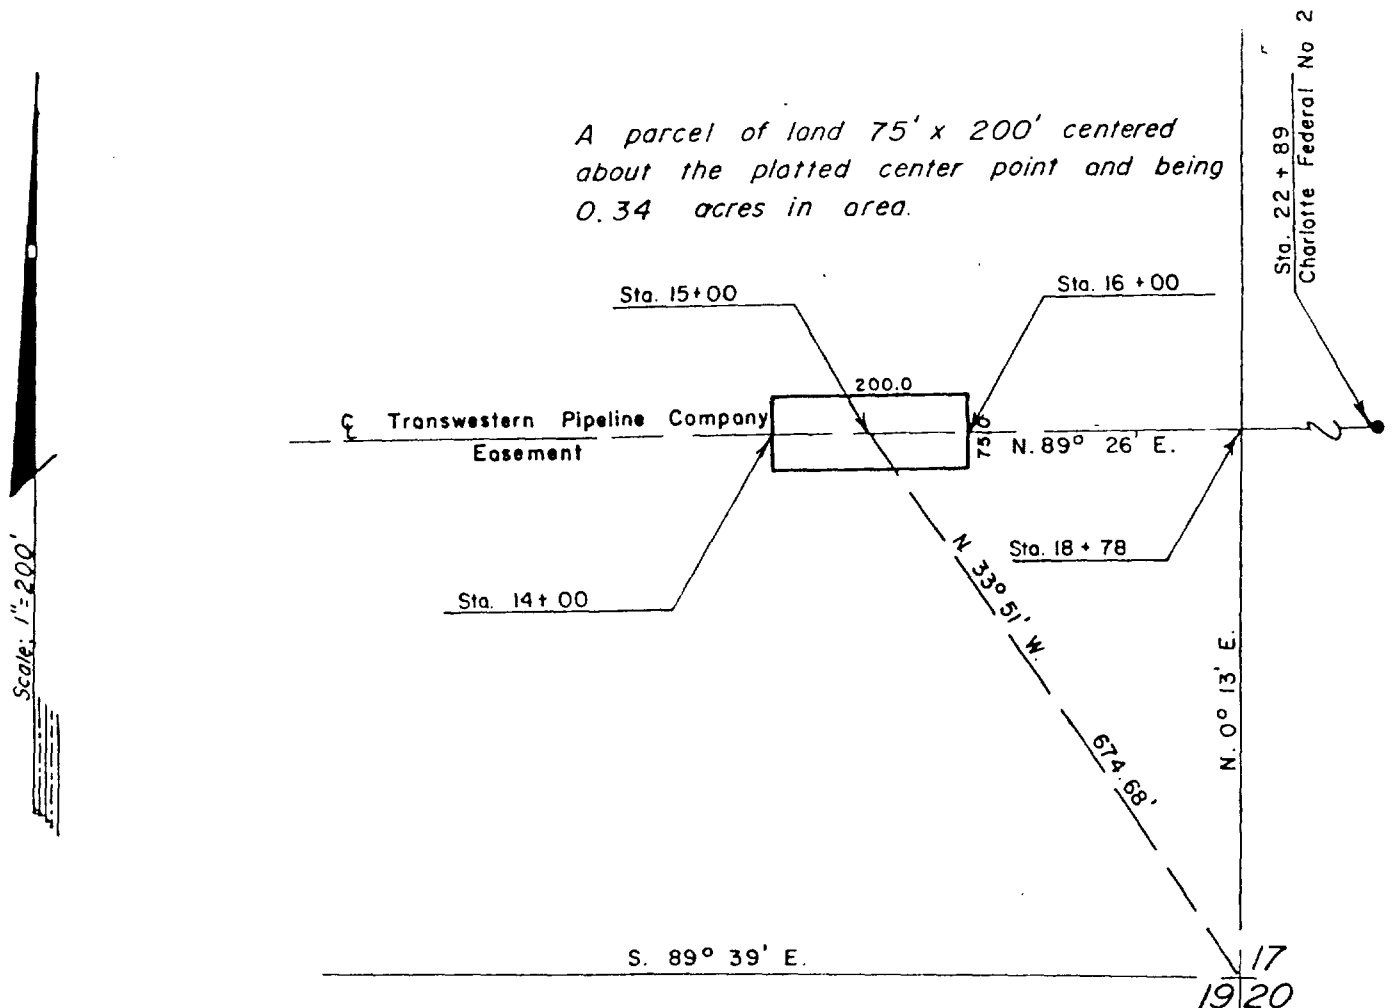 A parcel of land 75' x 200' centered
about the platted center point and being
0.34 acres in area.
Sta. 22 + 89
Charlotte Federal No 2
Sta. 15+00
Sta. 16 +00
200.0
75.0
℄ Transwestern Pipeline Company
Easement
N. 89° 26' E.
Sta. 18 + 78
Sta. 14+00
N. 33° 51' W.
674.68'
N. 0° 13' E.
Scale: 1"=200'
S. 89° 39' E.
17
19 20